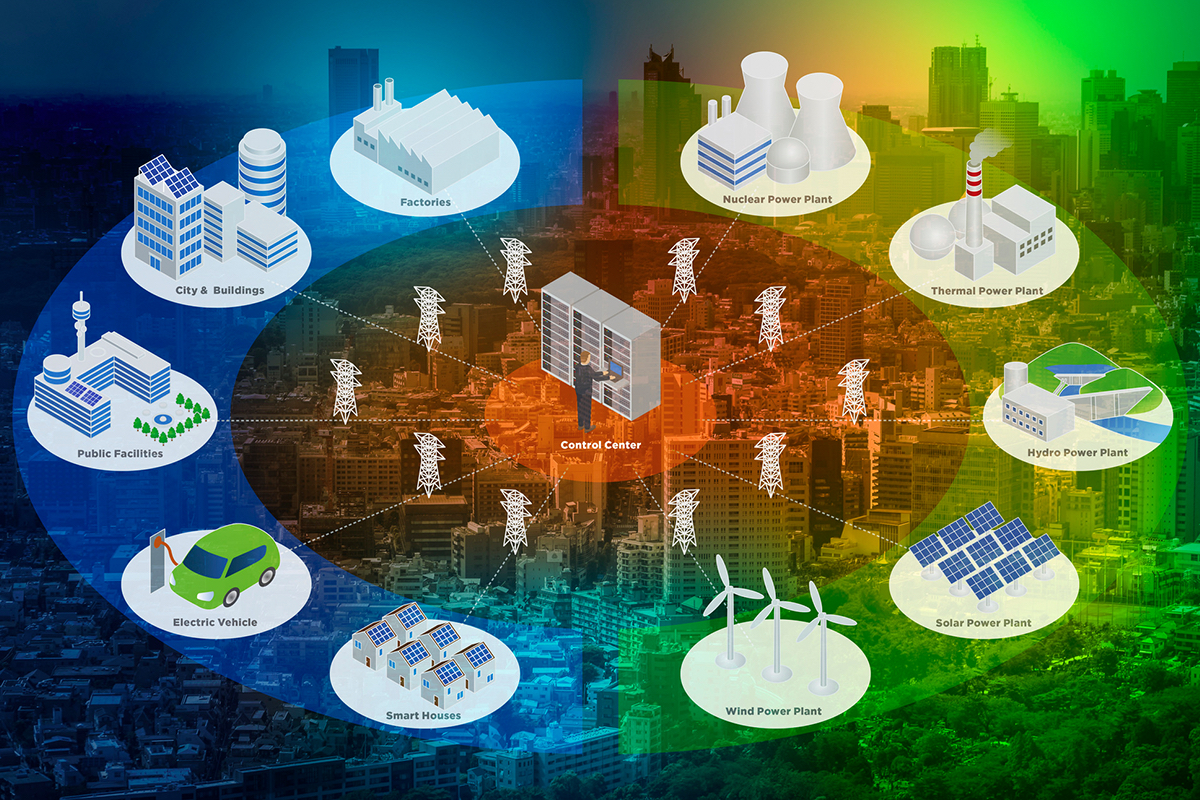 Factories
Nuclear Power Plant
City & Buildings
Thermal Power Plant
Control Center
Public Facilities
Hydro Power Plant
Electric Vehicle
Solar Power Plant
Smart Houses
Wind Power Plant